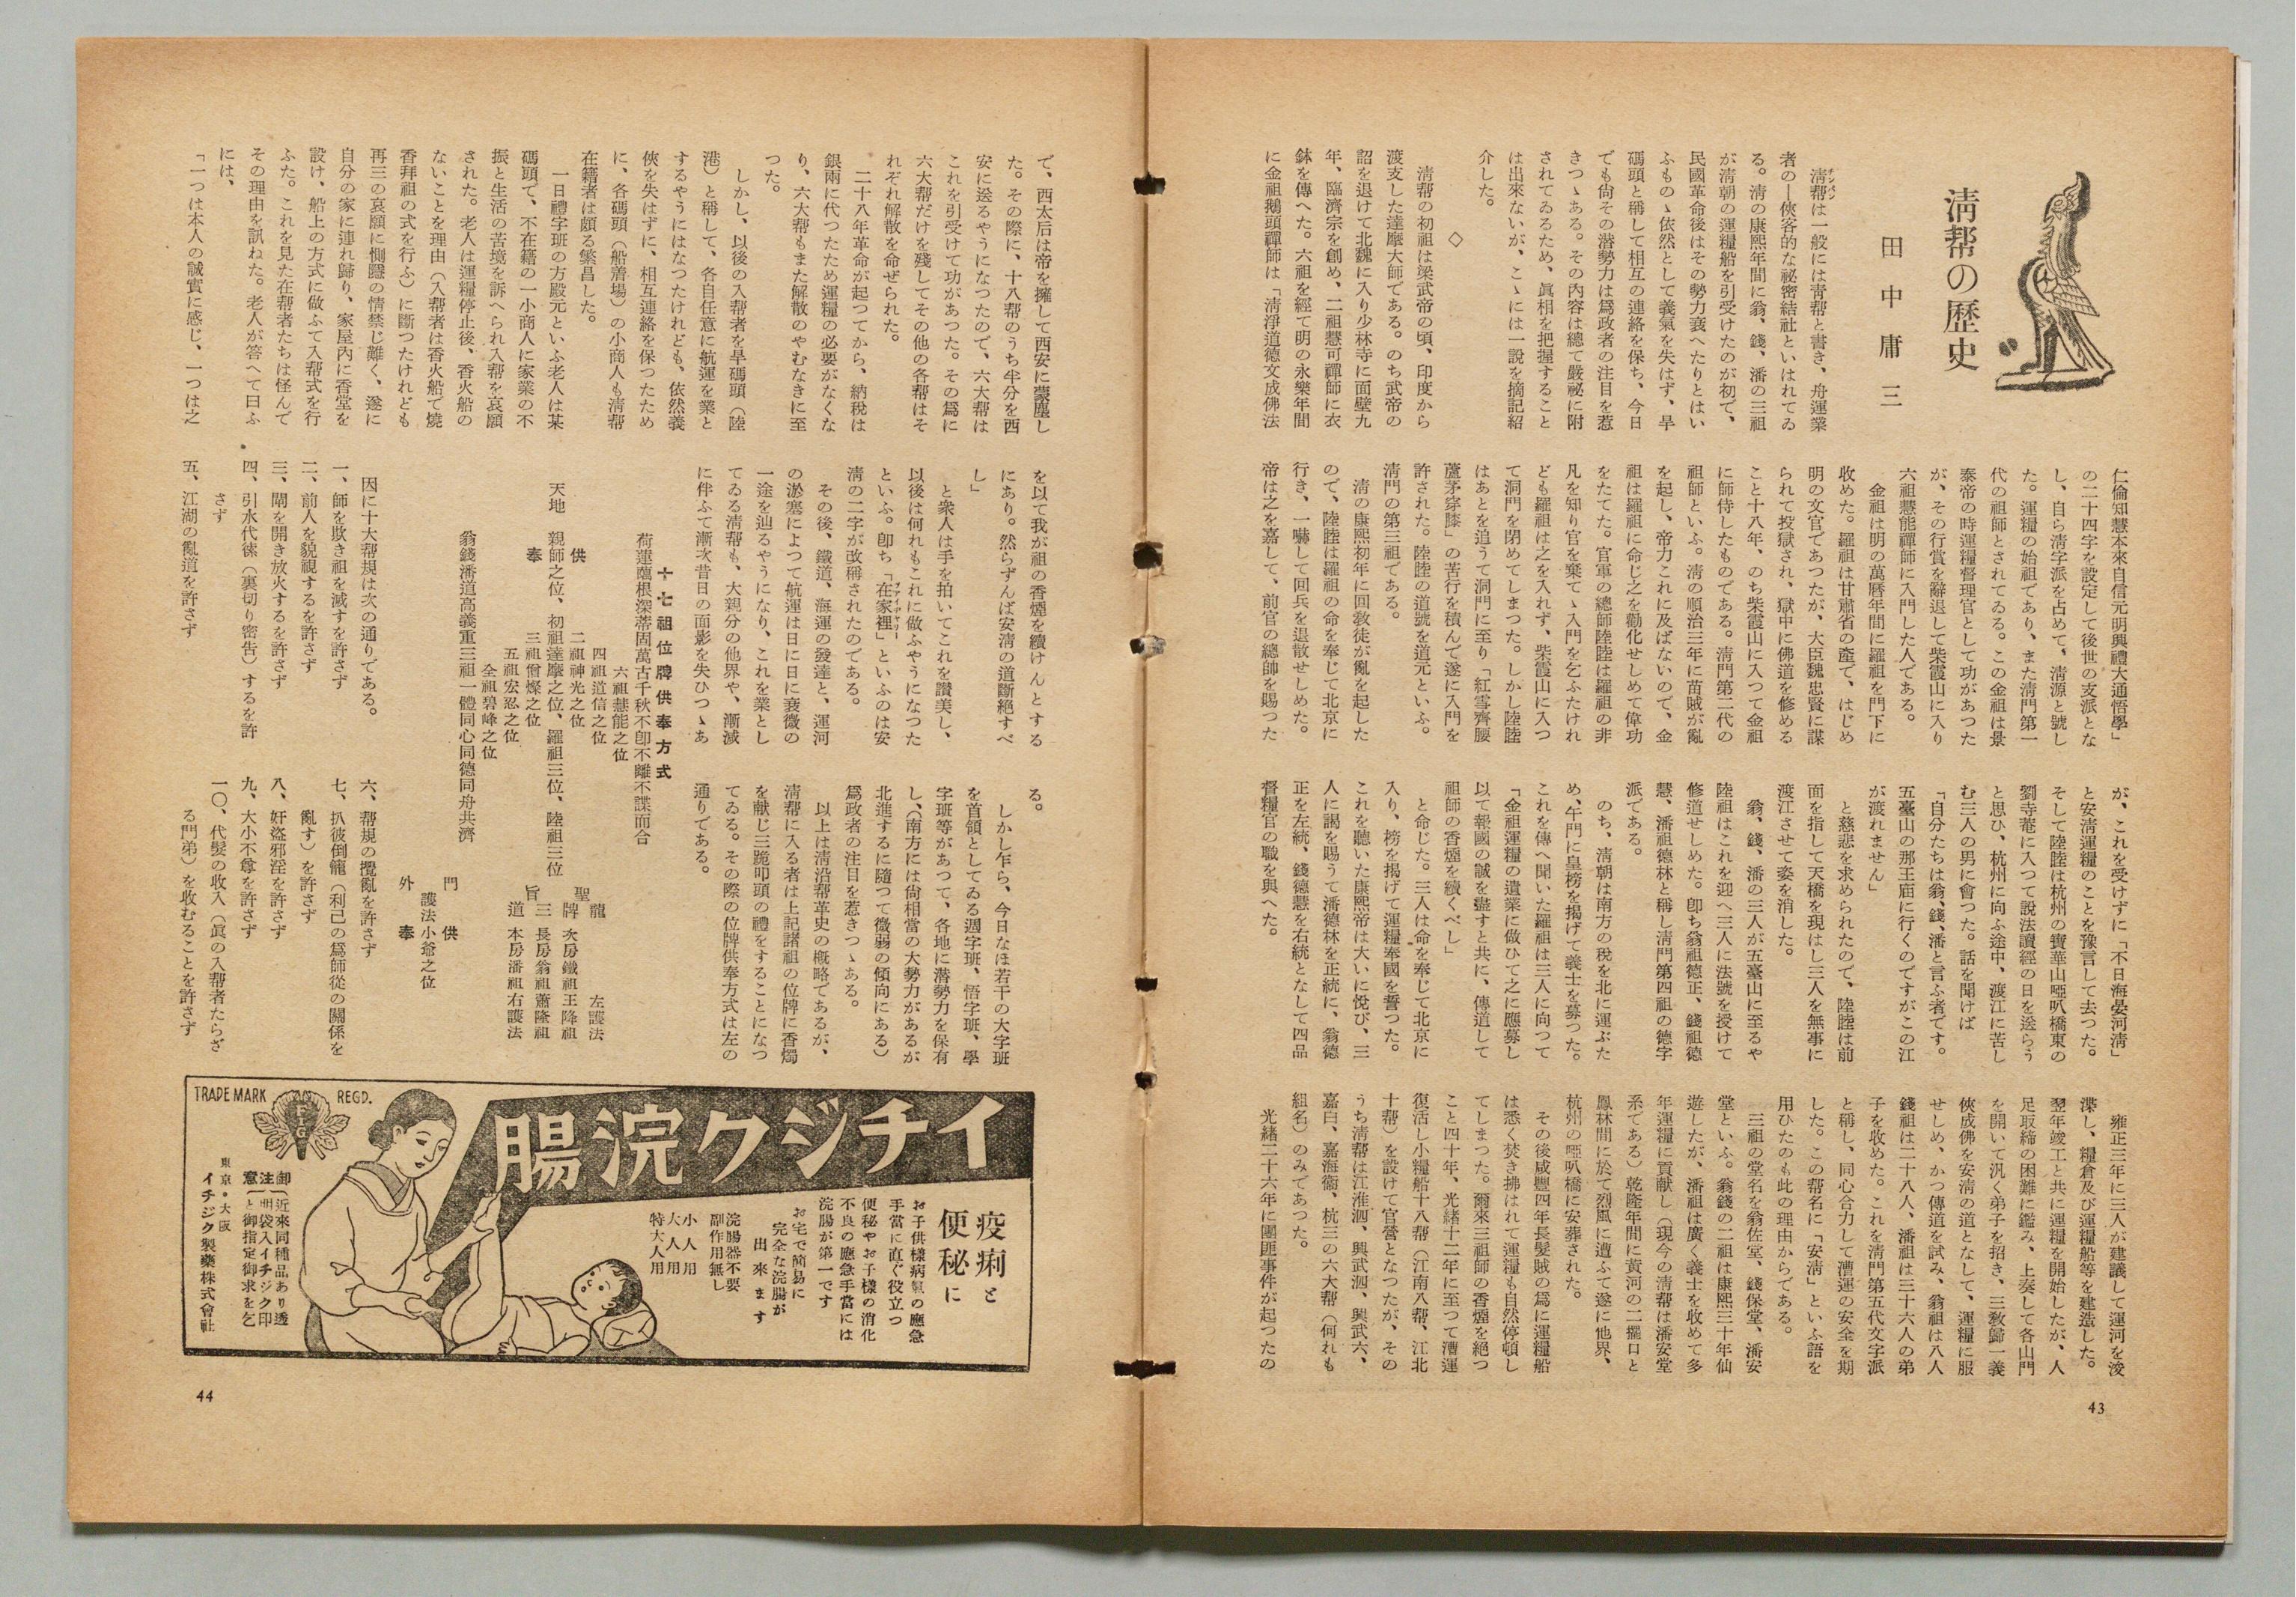 清幇の歷史
田中庸三
清幇は一般には靑幇と書き、舟運業
チンパン
者の―俠客的な祕密結社といはれてゐ
る。淸の康熙年間に翁、錢、潘の三祖
が淸朝の運糧船を引受けたのが初で、
民國革命後はその勢力衰へたりとはい
ふものゝ依然として義氣を失はず、旱
碼頭と稱して相互の連絡を保ち、今日
でも尙その潜勢力は爲政者の注目を惹
きつゝある。その內容は總て嚴祕に附
されてゐるため、眞相を把握すること
は出來ないが、こゝには一說を摘記紹
介した。
◇
淸幇の初祖は梁武帝の頃、印度から
渡支した達麼大師である。のち武帝の
詔を退けて北魏に入り少林寺に面壁九
年、臨濟宗を創め、二祖慧可禪師に衣
鉢を傳へた。六祖を經て明の永樂年間
に金祖鵝頭禪師は「淸淨道德文成佛法
仁倫知慧本來自信元明興禮大通悟學」
の二十四字を設定して後世の支派とな
し、自ら淸字派を占めて、淸源と號し
た。運糧の始祖であり、また淸門第一
代の祖師とされてゐる。この金祖は景
泰帝の時運糧督理官として功があつた
が、その行賞を辭退して柴霞山に入り
六祖慧能禪師に入門した人である。
金祖は明の萬曆年間に羅祖を門下に
收めた。羅祖は甘肅省の產で、はじめ
明の文官であつたが、大臣魏忠賢に謀
られて投獄され、獄中に佛道を修める
こと十八年、のち柴霞山に入つて金祖
に師侍したものである。淸門第二代の
祖師といふ。淸の順治三年に苗賊が亂
を起し、帝力これに及ばないので、金
祖は羅祖に命じ之を勸化せしめて偉功
をたてた。官軍の總師陸逵は羅祖の非
凡を知り官を棄てゝ入門を乞ふたけれ
ども羅祖は之を入れず、柴霞山に入つ
て洞門を閉めてしまつた。しかし陸逵
はあとを追うて洞門に至り「紅雪齊腰
蘆茅穿膝」の苦行を積んで遂に入門を
許された。陸逵の道號を道元といふ。
淸門の第三祖である。
淸の康熙初年に回敎徒が亂を起した
ので、陸逵は羅祖の命を奉じて北京に
行き、一嚇して回兵を退散せしめた。
帝は之を嘉して、前官の總師を賜つた
が、これを受けずに「不日海晏河淸」
と安淸運糧のことを豫言して去つた。
そして陸逵は杭州の寶華山啞叭橋東の
劉寺菴に入つて說法讀經の日を送らう
と思ひ、杭州に向ふ途中、渡江に苦し
む三人の男に會つた。話を聞けば
「自分たちは翁、錢、潘と言ふ者です。
五臺山の那王庙に行くのですがこの江
が渡れません」
と慈悲を求められたので、陸逵は前
面を指して天橋を現はし三人を無事に
渡江させて姿を消した。
翁、錢、潘の三人が五臺山に至るや
陸祖はこれを迎へ三人に法號を授けて
修道せしめた。卽ち翁祖德正、錢祖德
慧、潘祖德林と稱し淸門第四祖の德字
派である。
のち、淸朝は南方の稅を北に運ぶた
め、午門に皇榜を揭げて義士を募つた。
これを傳へ聞いた羅祖は三人に向つて
「金祖運糧の遺業に倣ひて之に應募し
以て報國の誠を盡すと共に、傳道して
祖師の香煙を續くべし」
と命じた。三人は命を奉じて北京に
入り、榜を揭げて運糧奉國を誓つた。
これを聽いた康熙帝は大いに悅び、三
人に謁を賜うて潘德林を正統に、翁德
正を左統、錢德慧を右統となして四品
督糧官の職を與へた。
雍正三年に三人が建議して運河を浚
渫し、糧倉及び運糧船等を建造した。
翌年竣工と共に運糧を開始したが、人
足取締の困難に鑑み、上奏して各山門
を開いて汎く弟子を招き、三敎歸一義
俠成佛を安淸の道となして、運糧に服
せしめ、かつ傳道を試み、翁祖は八人
錢祖は二十八人、潘祖は三十六人の弟
子を收めた。これを淸門第五代文字派
と稱し、同心合力して漕運の安全を期
した。この幇名に「安淸」といふ語を
用ひたのも此の理由からである。
三祖の堂名を翁佐堂、錢保堂、潘安
堂といふ。翁錢の二祖は康熙三十年仙
遊したが、潘祖は廣く義士を收めて多
年運糧に貢獻し（現今の淸幇は潘安堂
系である）乾隆年間に黃河の二擺口と
鳳林間に於て烈風に遭ふて遂に他界、
杭州の啞叭橋に安葬された。
その後咸豐四年長髮賊の爲に運糧船
は悉く焚き拂はれて運糧も自然停頓し
てしまつた。爾來三祖師の香煙を絕つ
こと四十年、光緖十二年に至つて漕運
復活し小糧船十八幇（江南八幇、江北
十幇）を設けて官營となつたが、その
うち淸幇は江淮泗、興武泗、興武六、
嘉白、嘉海衞、杭三の六大幇（何れも
組名）のみであつた。
光緖二十六年に團匪事件が起つたの
43
で、西太后は帝を擁して西安に蒙塵し
た。その際に、十八幇のうち半分を西
安に送るやうになつたので、六大幇は
これを引受けて功があつた。その爲に
六大幇だけを殘してその他の各幇はそ
れぞれ解散を命ぜられた。
二十八年革命が起つてから、納稅は
銀兩に代つたため運糧の必要がなくな
り、六大幇もまた解散のやむなきに至
つた。
しかし、以後の入幇者を旱碼頭（陸
港）と稱して、各自任意に航運を業と
するやうにはなつたけれども、依然義
俠を失はずに、相互連絡を保つたため
に、各碼頭（船着場）の小商人も淸幇
在籍者は頗る繁昌した。
一日禮字班の方殿元といふ老人は某
碼頭で、不在籍の一小商人に家業の不
振と生活の苦境を訴へられ入幇を哀願
された。老人は運糧停止後、香火船の
ないことを理由（入幇者は香火船で燒
香拜祖の式を行ふ）に斷つたけれども
再三の哀願に惻隱の情禁じ難く、遂に
自分の家に連れ歸り、家屋內に香堂を
設け、船上の方式に倣ふて入幇式を行
ふた。これを見た在幇者たちは怪んで
その理由を訊ねた。老人が答へて曰ふ
には、
「一つは本人の誠實に感じ、一つは之
を以て我が祖の香煙を續けんとする
にあり。然らずんば安淸の道斷絕すべ
し」
と衆人は手を拍いてこれを讚美し、
以後は何れもこれに倣ふやうになつた
といふ。卽ち「在家裡」といふのは安
ツアイチヤリー
淸の二字が改稱されたのである。
その後、鐵道、海運の發達と、運河
の淤塞によつて航運は日に日に衰微の
一途を辿るやうになり、これを業とし
てゐる淸幇も、大親分の他界や、漸減
に伴ふて漸次昔日の面影を失ひつゝあ
る。
しかし乍ら、今日なほ若干の大字班
を首領としてゐる週字班、悟字班、學
字班等があつて、各地に潜勢力を保有
し、（南方には尙相當の大勢力があるが
北進するに隨つて微弱の傾向にある）
爲政者の注目を惹きつゝある。
以上は淸沿幇革史の槪略であるが、
淸幇に入る者は上記諸祖の位牌に香燭
を獻じ三跪叩頭の禮をすることになつ
てゐる。その際の位牌供奉方式は左の
通りである。
十七祖位牌供奉方式
荷蓮藕根深蒂固萬古千秋不卽不離不諜而合
六祖慧能之位
四祖道信之位
二祖神光之位
天地 親師之位、初祖達摩之位、羅祖三位、陸祖三位
供
奉
三祖僧燦之位
五祖宏忍之位
全祖碧峰之位
翁錢潘道高義重三祖一體同心同德同舟共濟
左護法
龍牌 次房鐵祖王降祖
聖旨
三 長房翁祖蕭隆祖
道 本房潘祖右護法
門外
護法小爺之位
供奉
因に十大幇規は次の通りである。
一、師を欺き祖を滅すを許さず
二、前人を貌視するを許さず
三、閘を開き放火するを許さず
四、引水代橡（裏切り密吿）するを許
さず
五、江湖の亂道を許さず
六、幇規の攪亂を許さず
七、扒彼倒籠（利己の爲師從の關係を
亂す）を許さず
八、奸盜邪淫を許さず
九、大小不尊を許さず
一〇、代髮の收入（眞の入幇者たらざ
る門弟）を收むることを許さず
イチジク浣腸
疫痢と
便秘に
お子供樣病氣の應急
手當に直ぐ役立つ
便秘やお子樣の消化
不良の應急手當には
浣腸が第一です
お宅で簡易に
完全な浣腸が
出來ます
浣腸器不要
副作用無し
小人用
大人用
特大人用
TRADE MARK
REGD.
FIG
御注意
近來同種品あり透
明袋入イチジク印
と御指定御求を乞
東京・大阪
イチジク製藥株式會社
44